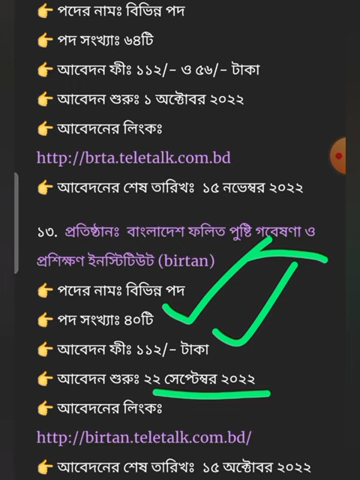 👉 পদের নামঃ বিভিন্ন পদ
👉 পদ সংখ্যাঃ ৬৪টি
👉 আবেদন ফীঃ ১১২/- ও ৫৬/- টাকা
👉 আবেদন শুরুঃ ১ অক্টোবর ২০২২
👉 আবেদনের লিংকঃ
http://brta.teletalk.com.bd
👉 আবেদনের শেষ তারিখঃ ১৫ নভেম্বর ২০২২
১৩. প্রতিষ্ঠানঃ বাংলাদেশ ফলিত পুষ্টি গবেষণা ও
প্রশিক্ষণ ইনস্টিটিউট (birtan)
👉 পদের নামঃ বিভিন্ন পদ
👉 পদ সংখ্যাঃ ৪০টি
👉 আবেদন ফীঃ ১১২/- টাকা
👉 আবেদন শুরুঃ ২২ সেপ্টেম্বর ২০২২
👉 আবেদনের লিংকঃ
http://birtan.teletalk.com.bd/
👉 আবেদনের শেষ তারিখঃ ১৫ অক্টোবর ২০২২